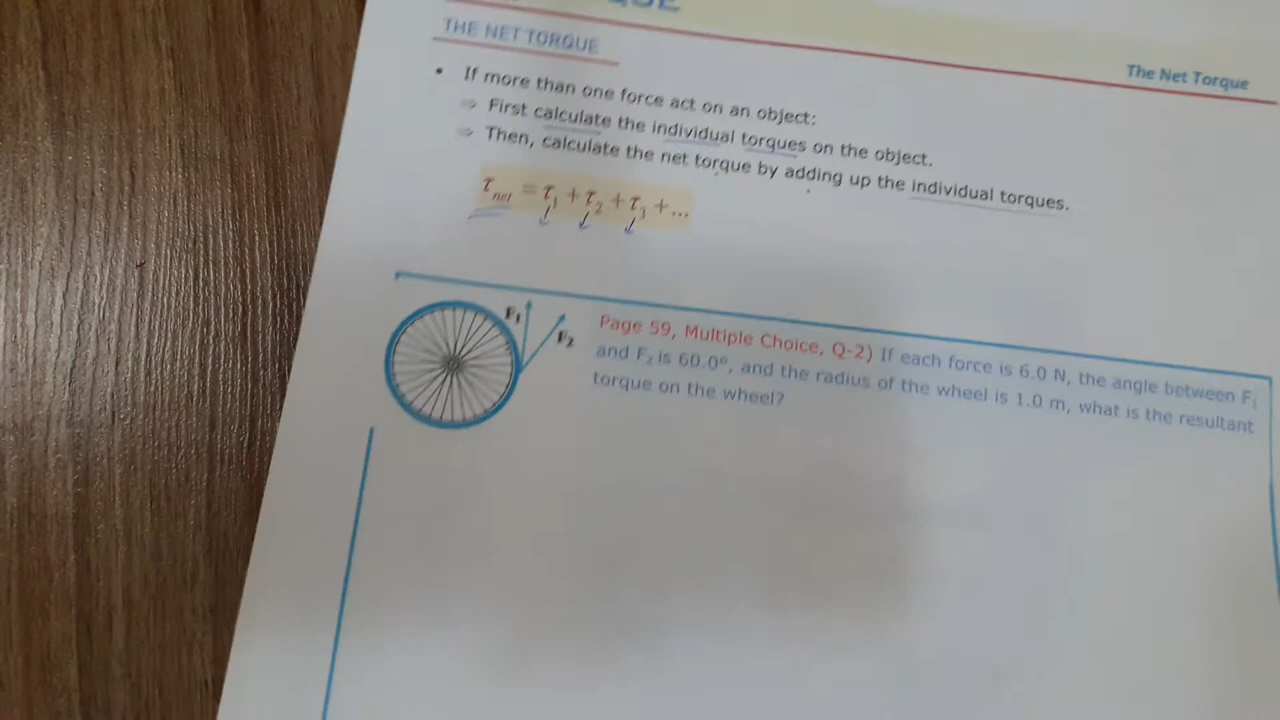 THE NET TORQUE
The Net Torque
• If more than one force act on an object:
⇒ First calculate the individual torques on the object.
⇒ Then, calculate the net torque by adding up the individual torques.
τnet = τ1 + τ2 + τ3 + ...
F1
F2
Page 59, Multiple Choice, Q-2) If each force is 6.0 N, the angle between F1
and F2 is 60.0°, and the radius of the wheel is 1.0 m, what is the resultant
torque on the wheel?